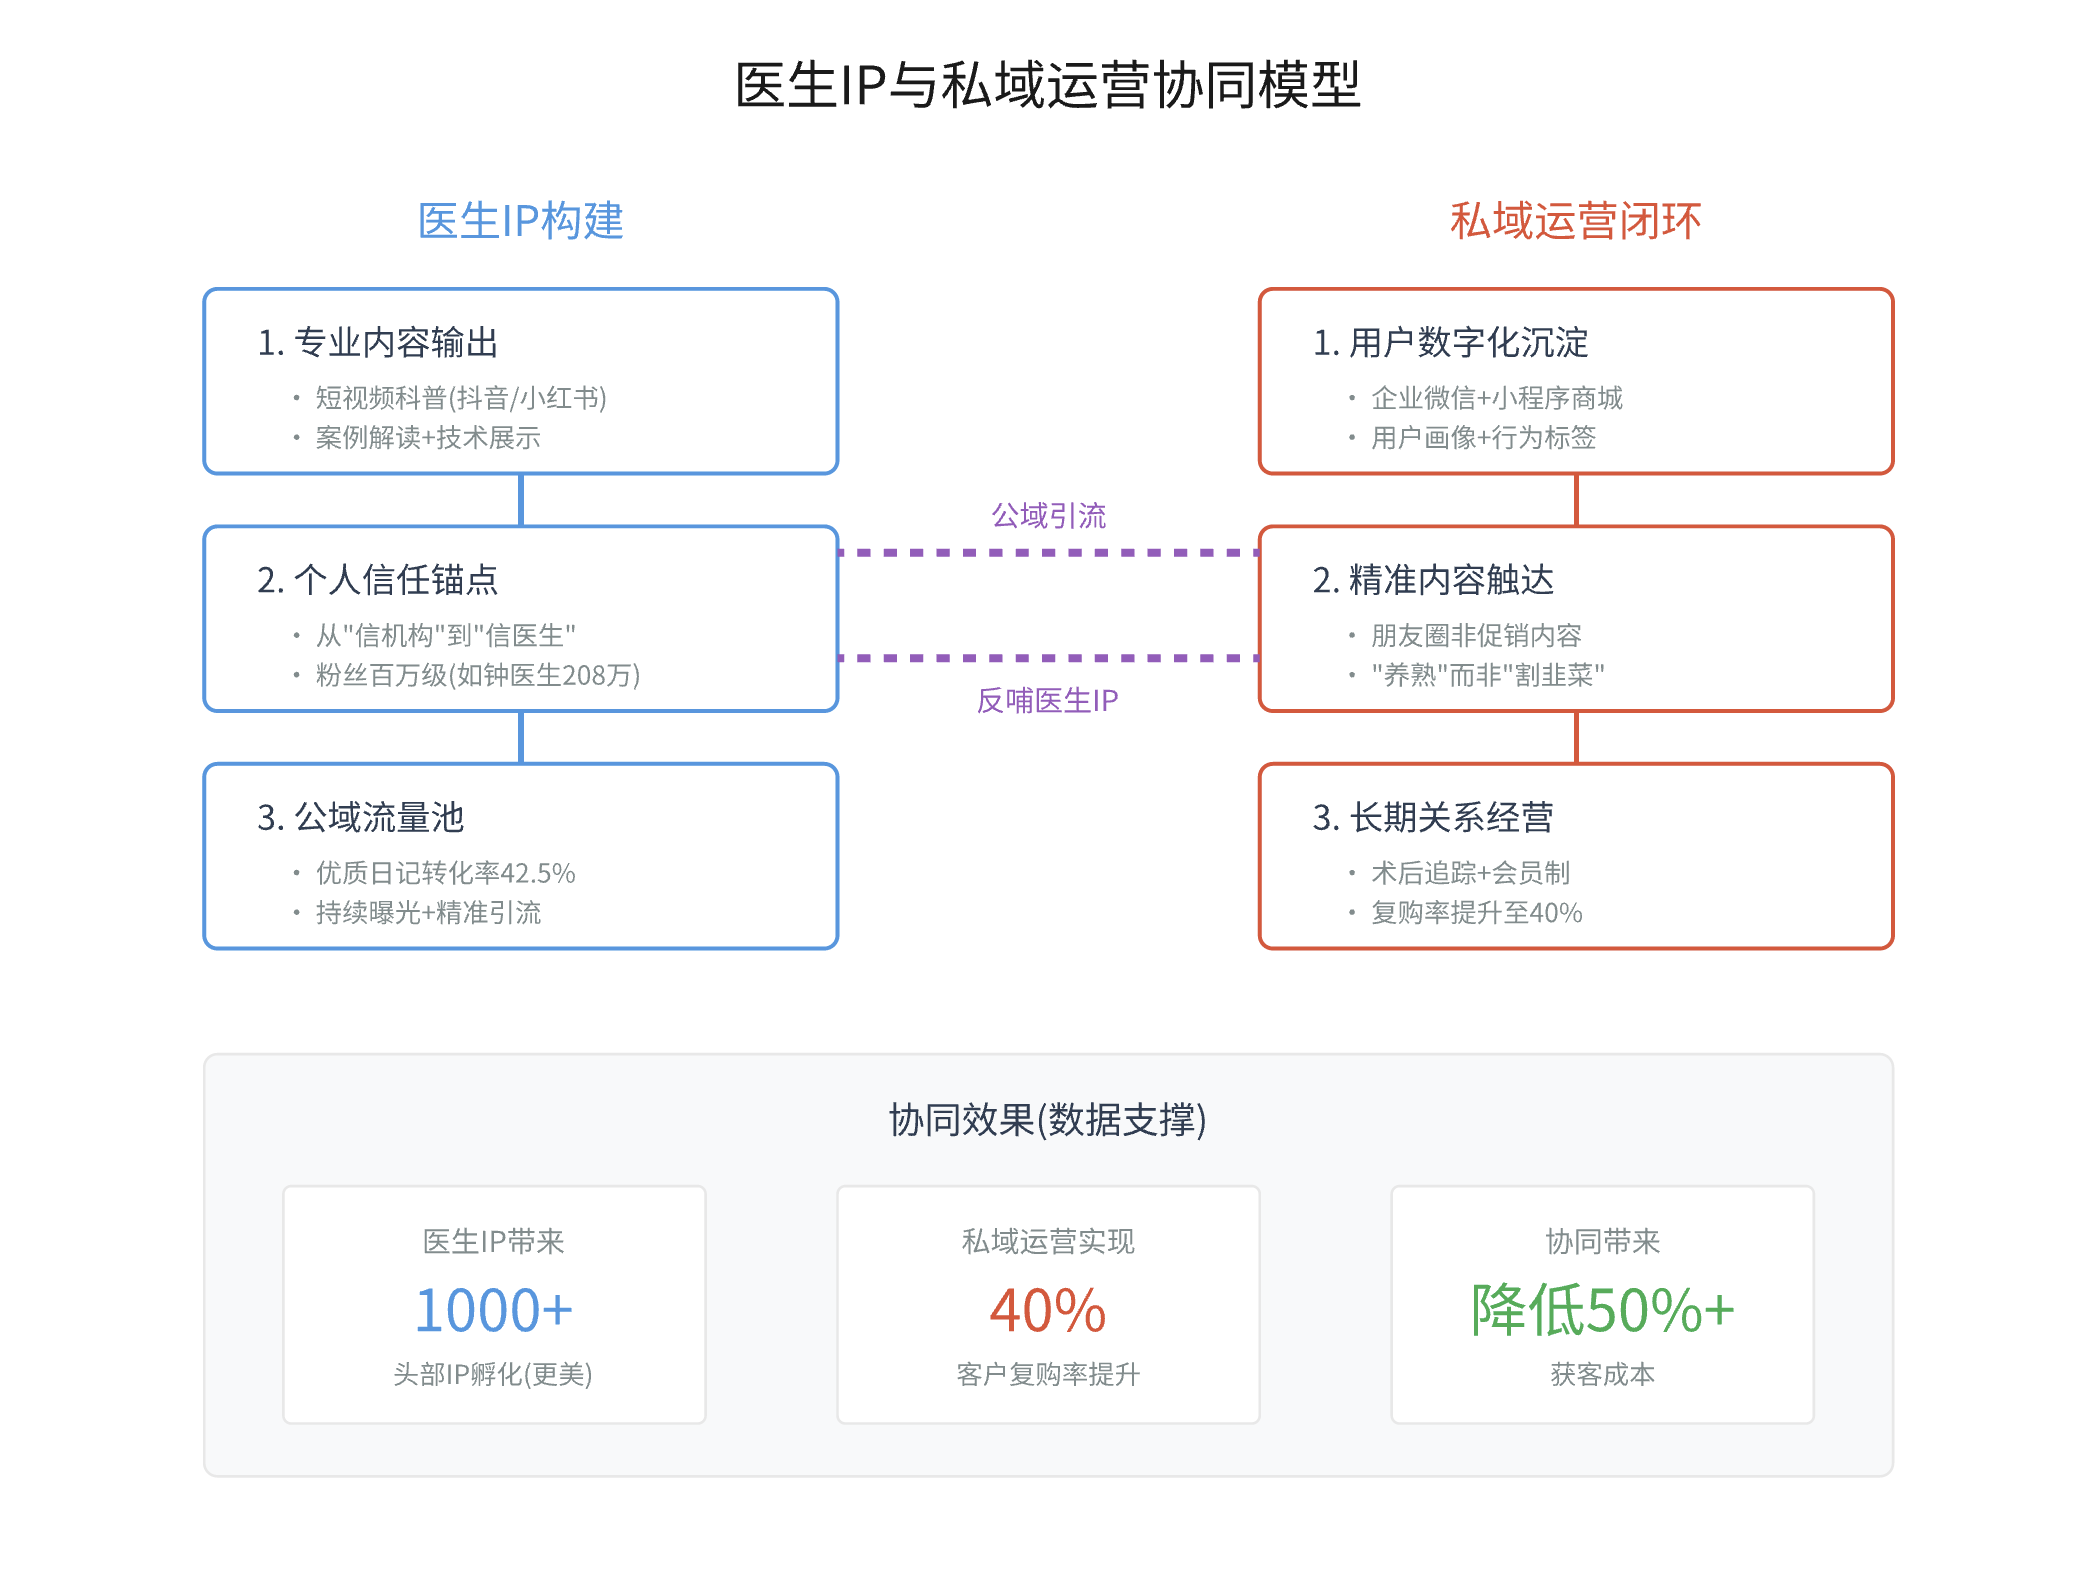 医生IP与私域运营协同模型
医生IP构建
1. 专业内容输出
• 短视频科普(抖音/小红书)
• 案例解读+技术展示
2. 个人信任锚点
• 从"信机构"到"信医生"
• 粉丝百万级(如钟医生208万)
3. 公域流量池
• 优质日记转化率42.5%
• 持续曝光+精准引流
公域引流
反哺医生IP
私域运营闭环
1. 用户数字化沉淀
• 企业微信+小程序商城
• 用户画像+行为标签
2. 精准内容触达
• 朋友圈非促销内容
• "养熟"而非"割韭菜"
3. 长期关系经营
• 术后追踪+会员制
• 复购率提升至40%
协同效果(数据支撑)
医生IP带来
1000+
头部IP孵化(更美)
私域运营实现
40%
客户复购率提升
协同带来
降低50%+
获客成本